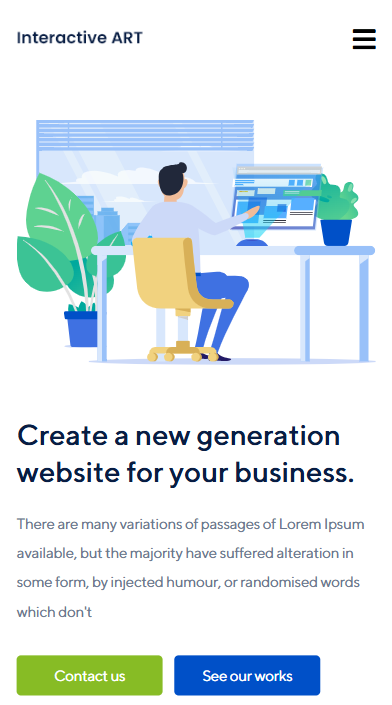 Interactive ART
Create a new generation
website for your business.
There are many variations of passages of Lorem Ipsum
available, but the majority have suffered alteration in
some form, by injected humour, or randomised words
which don't
Contact us
See our works